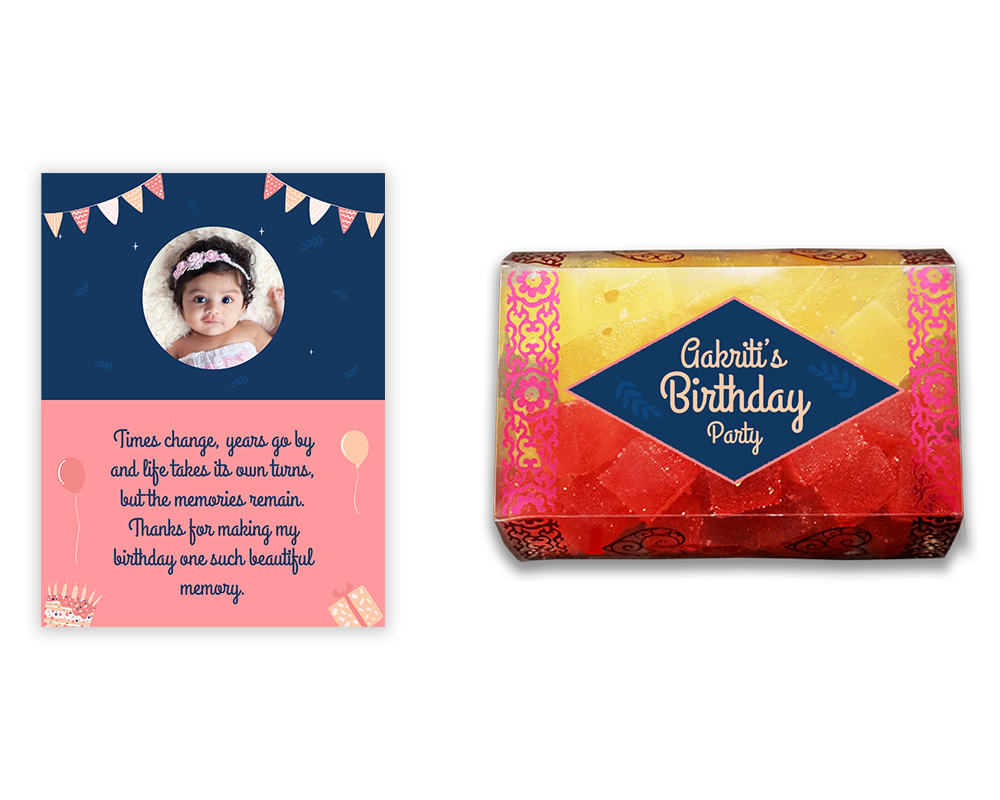 Times change, years go by
and life takes its own turns,
but the memories remain.
Thanks for making my
birthday one such beautiful
memory.
Aakriti's
Birthday
Party